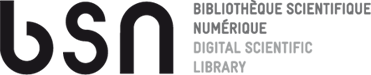 bsn
BIBLIOTHÈQUE SCIENTIFIQUE
NUMÉRIQUE
DIGITAL SCIENTIFIC
LIBRARY